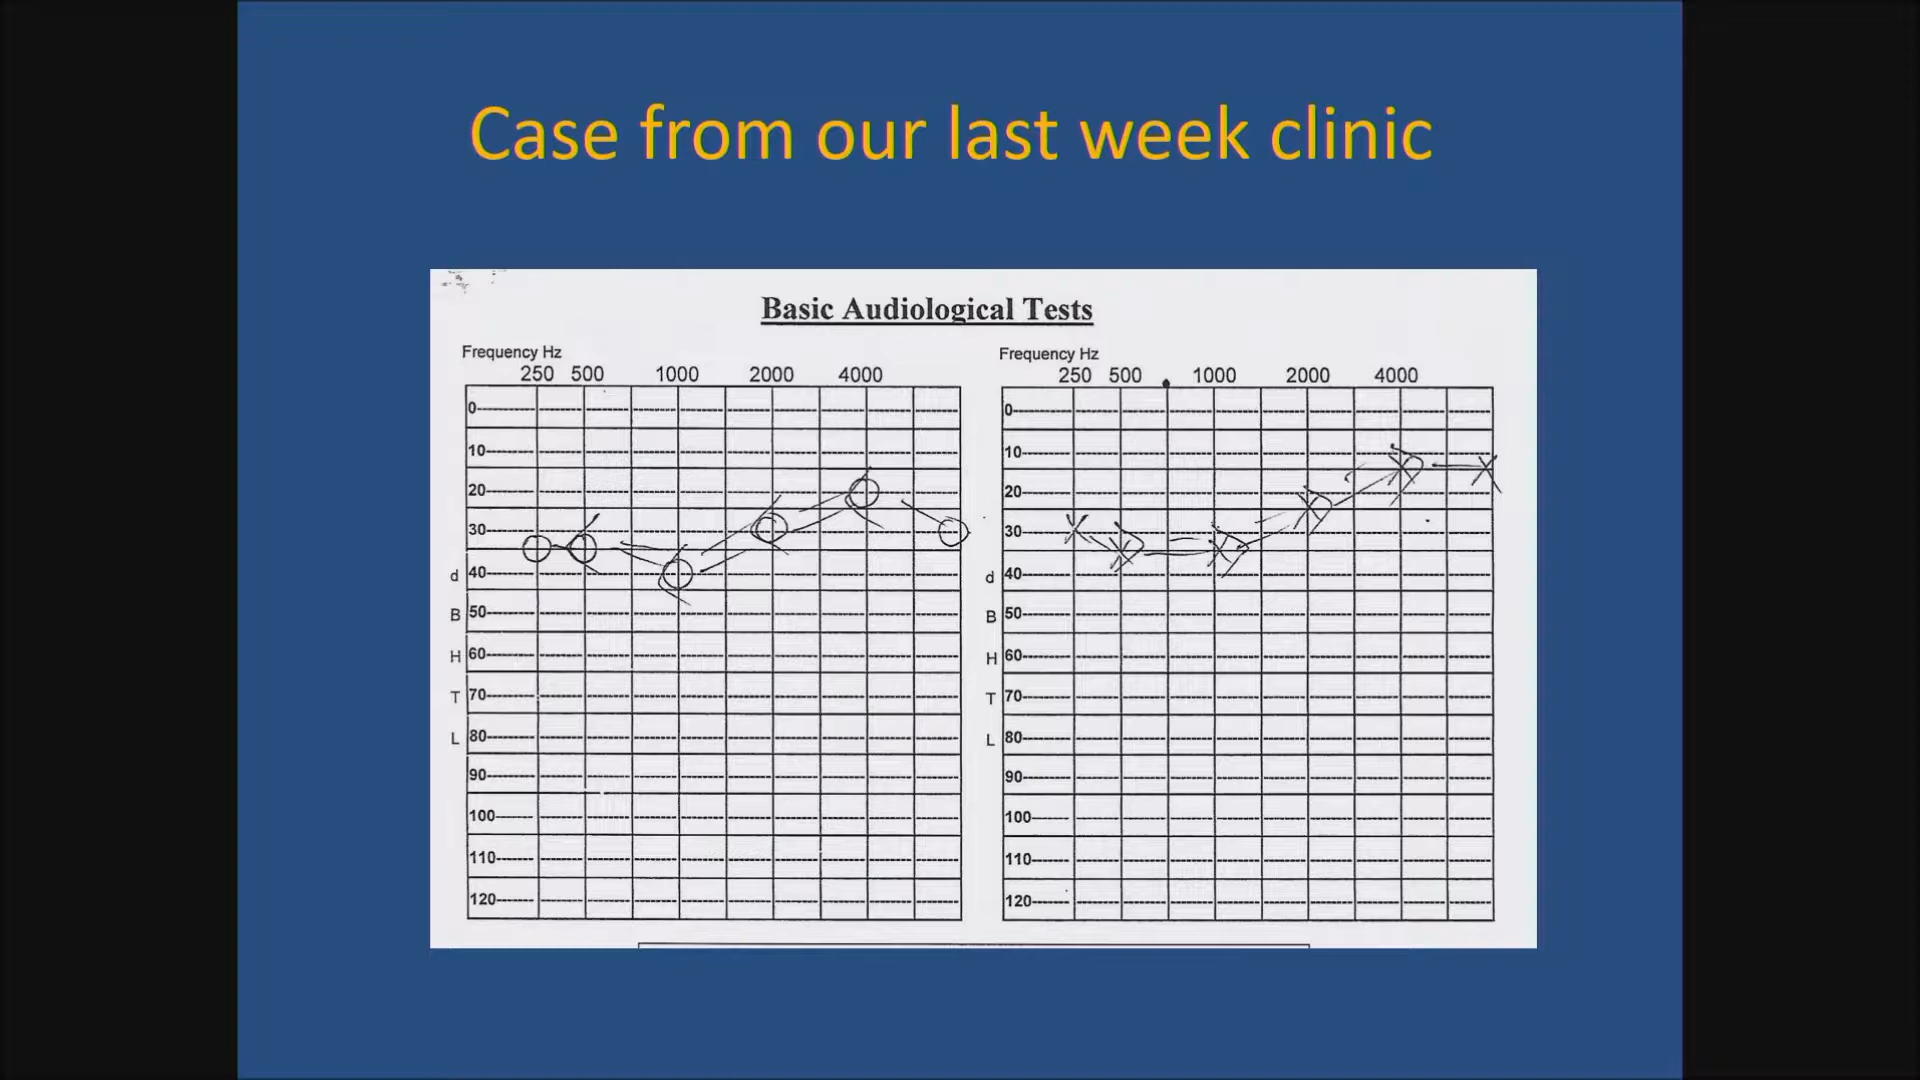 Case from our last week clinic
Basic Audiological Tests
Frequency Hz
250 500 1000 2000 4000
0
10
20
30
d 40
B 50
H 60
T 70
L 80
90
100
110
120
Frequency Hz
250 500 1000 2000 4000
0
10
20
30
d 40
B 50
H 60
T 70
L 80
90
100
110
120